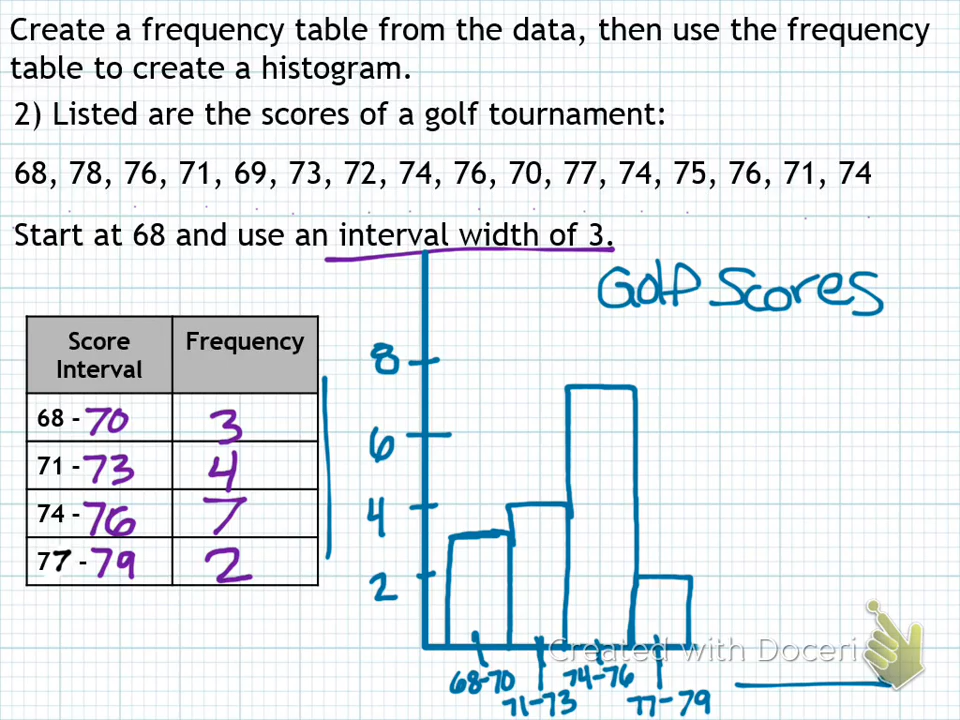 Create a frequency table from the data, then use the frequency
table to create a histogram.
2) Listed are the scores of a golf tournament:
68, 78, 76, 71, 69, 73, 72, 74, 76, 70, 77, 74, 75, 76, 71, 74
Start at 68 and use an interval width of 3.
Golf Scores
Score Interval Frequency
68 - 70 3
71 - 73 4
74 - 76 7
77 - 79 2
8
6
4
2
68-70 71-73 74-76 77-79
Created with Doceri